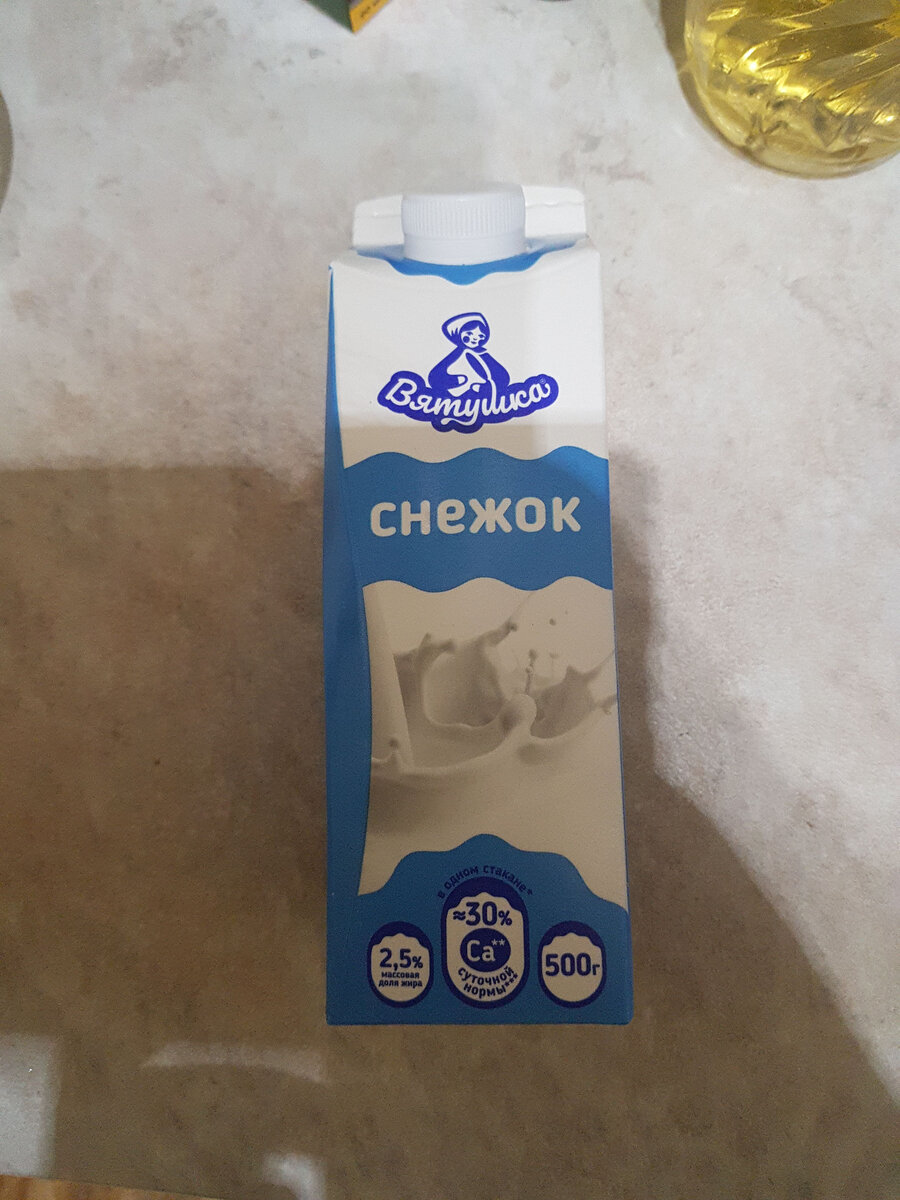 Вятушка®
снежок
в одном стакане*
≈30%
Ca**
суточной
нормы***
2,5%
массовая
доля жира
500г